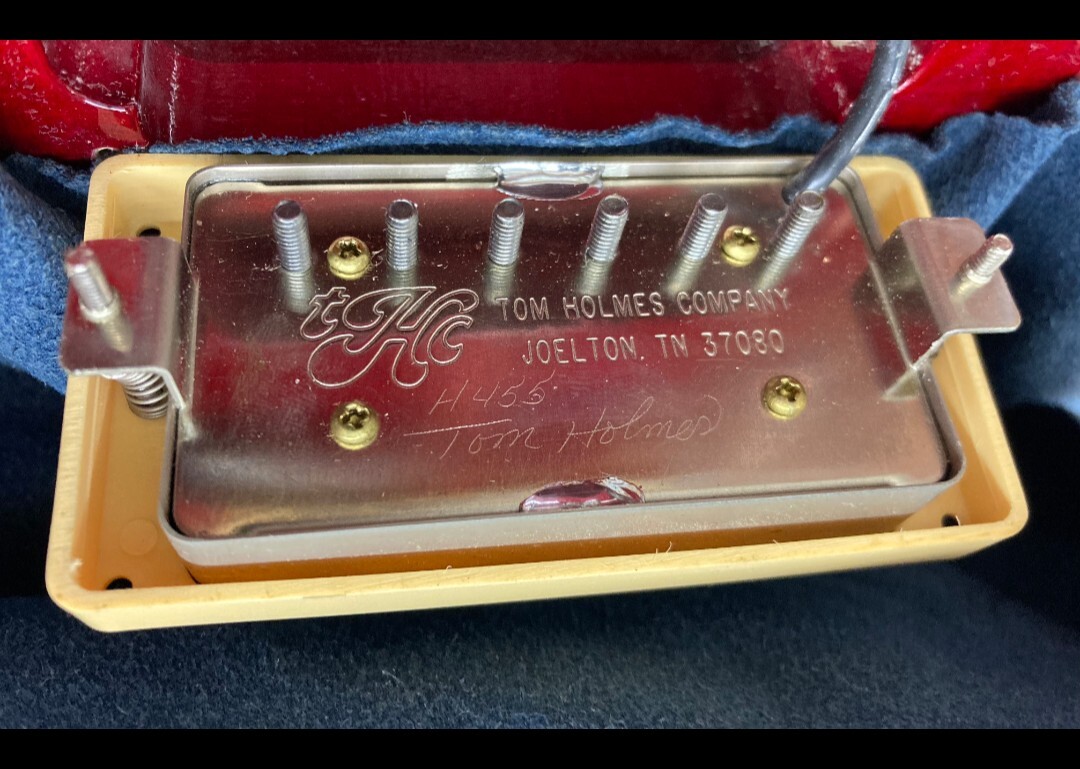 tHC TOM HOLMES COMPANY
JOELTON, TN 37080
H455
Tom Holmes